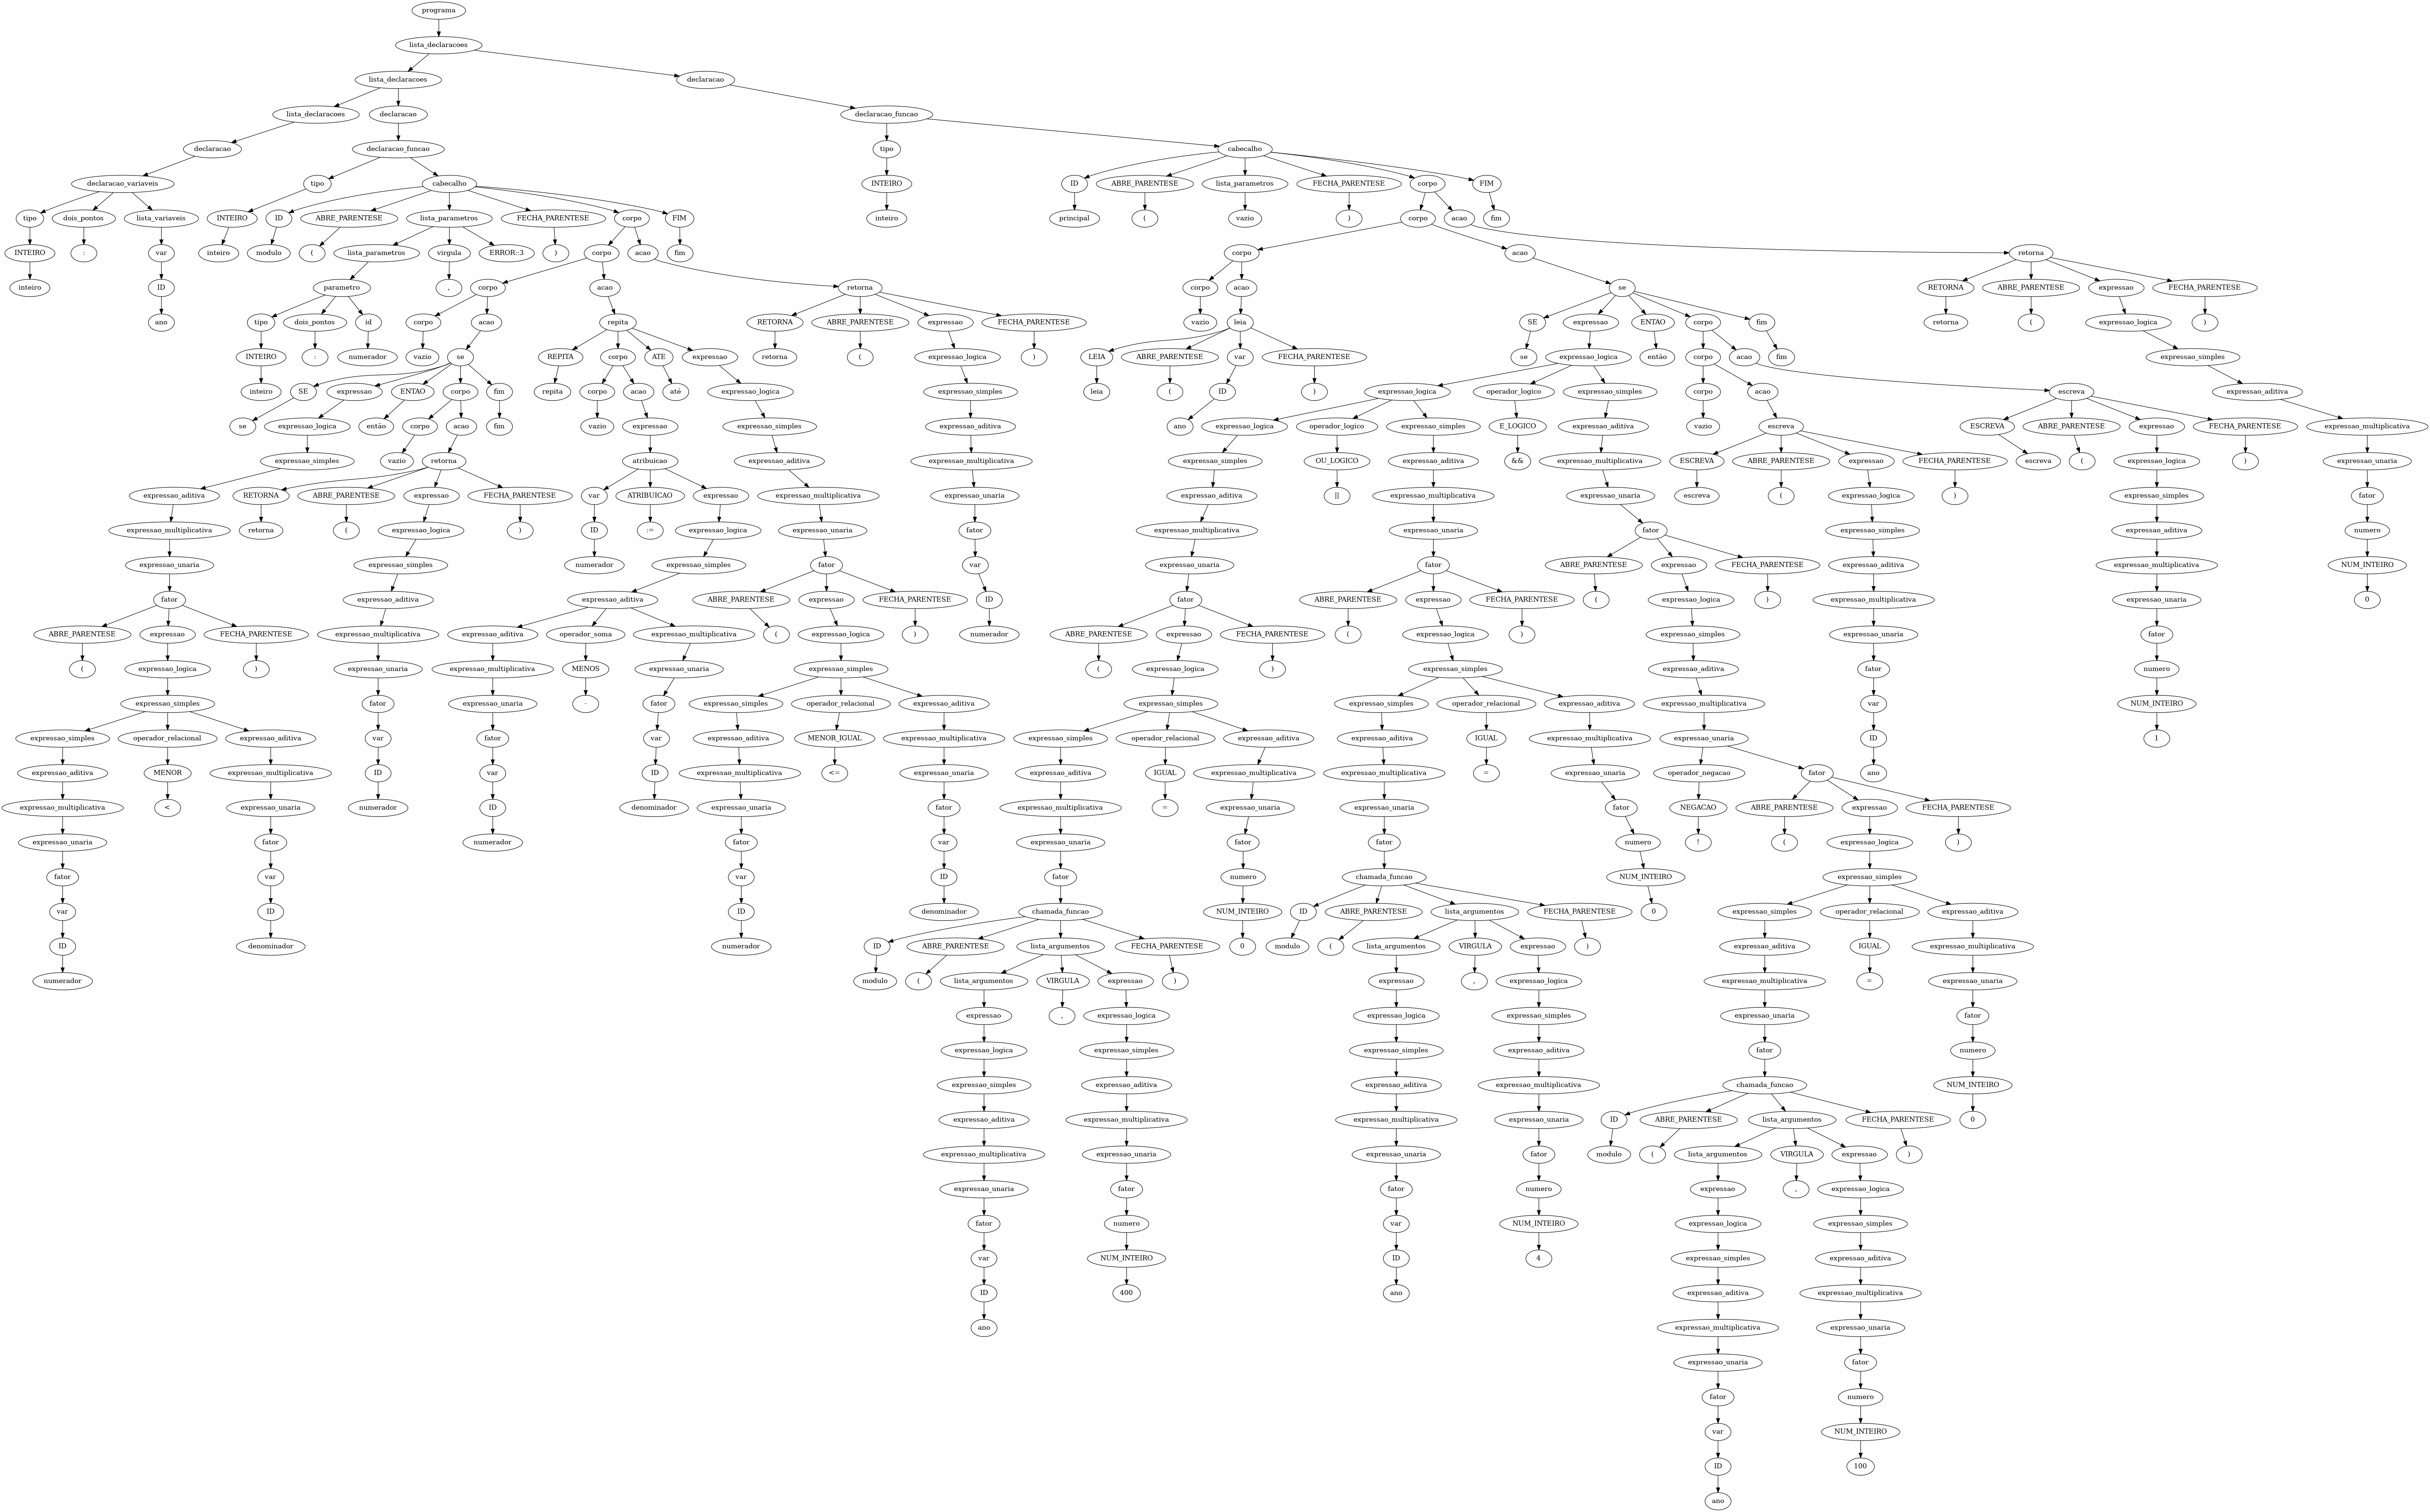 programa
lista_declaracoes
lista_declaracoes declaracao
lista_declaracoes declaracao declaracao_funcao
declaracao declaracao_funcao tipo cabecalho
declaracao_variaveis tipo cabecalho INTEIRO ID ABRE_PARENTESE lista_parametros FECHA_PARENTESE corpo FIM
tipo dois_pontos lista_variaveis INTEIRO ID ABRE_PARENTESE lista_parametros FECHA_PARENTESE corpo FIM inteiro principal ( vazio ) corpo acao fim
INTEIRO : var inteiro modulo ( lista_parametros virgula ERROR::3 ) corpo acao fim corpo acao retorna
inteiro ID parametro , corpo acao retorna corpo acao se RETORNA ABRE_PARENTESE expressao FECHA_PARENTESE
ano tipo dois_pontos id corpo acao repita RETORNA ABRE_PARENTESE expressao FECHA_PARENTESE vazio leia SE expressao ENTAO corpo fim retorna ( expressao_logica )
INTEIRO : numerador vazio se REPITA corpo ATE expressao retorna ( expressao_logica ) LEIA ABRE_PARENTESE var FECHA_PARENTESE se expressao_logica então corpo acao fim expressao_simples
inteiro SE expressao ENTAO corpo fim repita corpo acao até expressao_logica expressao_simples leia ( ID ) expressao_logica operador_logico expressao_simples corpo acao escreva expressao_aditiva
se expressao_logica então corpo acao fim vazio expressao expressao_simples expressao_aditiva ano expressao_logica operador_logico expressao_simples E_LOGICO expressao_aditiva vazio escreva ESCREVA ABRE_PARENTESE expressao FECHA_PARENTESE expressao_multiplicativa
expressao_simples vazio retorna atribuicao expressao_aditiva expressao_multiplicativa expressao_simples OU_LOGICO expressao_aditiva && expressao_multiplicativa ESCREVA ABRE_PARENTESE expressao FECHA_PARENTESE escreva ( expressao_logica ) expressao_unaria
expressao_aditiva RETORNA ABRE_PARENTESE expressao FECHA_PARENTESE var ATRIBUICAO expressao expressao_multiplicativa expressao_unaria expressao_aditiva || expressao_multiplicativa expressao_unaria escreva ( expressao_logica ) expressao_simples fator
expressao_multiplicativa retorna ( expressao_logica ) ID := expressao_logica expressao_unaria fator expressao_multiplicativa expressao_unaria fator expressao_simples expressao_aditiva numero
expressao_unaria expressao_simples numerador expressao_simples fator var expressao_unaria fator ABRE_PARENTESE expressao FECHA_PARENTESE expressao_aditiva expressao_multiplicativa NUM_INTEIRO
fator expressao_aditiva expressao_aditiva ABRE_PARENTESE expressao FECHA_PARENTESE ID fator ABRE_PARENTESE expressao FECHA_PARENTESE ( expressao_logica ) expressao_multiplicativa expressao_unaria 0
ABRE_PARENTESE expressao FECHA_PARENTESE expressao_multiplicativa expressao_aditiva operador_soma expressao_multiplicativa ( expressao_logica ) numerador ABRE_PARENTESE expressao FECHA_PARENTESE ( expressao_logica ) expressao_simples expressao_unaria fator
( expressao_logica ) expressao_unaria expressao_multiplicativa MENOS expressao_unaria expressao_simples ( expressao_logica ) expressao_simples expressao_aditiva fator numero
expressao_simples fator expressao_unaria - fator expressao_simples operador_relacional expressao_aditiva expressao_simples expressao_simples operador_relacional expressao_aditiva expressao_multiplicativa var NUM_INTEIRO
expressao_simples operador_relacional expressao_aditiva var fator var expressao_aditiva MENOR_IGUAL expressao_multiplicativa expressao_simples operador_relacional expressao_aditiva expressao_aditiva IGUAL expressao_multiplicativa expressao_unaria ID 1
expressao_aditiva MENOR expressao_multiplicativa ID var ID expressao_multiplicativa <= expressao_unaria expressao_aditiva IGUAL expressao_multiplicativa expressao_multiplicativa = expressao_unaria operador_negacao fator ano
expressao_multiplicativa < expressao_unaria numerador ID denominador expressao_unaria fator expressao_multiplicativa = expressao_unaria expressao_unaria fator NEGACAO ABRE_PARENTESE expressao FECHA_PARENTESE
expressao_unaria fator numerador fator var expressao_unaria fator fator numero ! ( expressao_logica )
fator var var ID fator numero chamada_funcao NUM_INTEIRO expressao_simples
var ID ID denominador chamada_funcao NUM_INTEIRO ID ABRE_PARENTESE lista_argumentos FECHA_PARENTESE 0 expressao_simples operador_relacional expressao_aditiva
ID denominador numerador ID ABRE_PARENTESE lista_argumentos FECHA_PARENTESE 0 modulo ( lista_argumentos VIRGULA expressao ) expressao_aditiva IGUAL expressao_multiplicativa
numerador modulo ( lista_argumentos VIRGULA expressao ) expressao , expressao_logica expressao_multiplicativa = expressao_unaria
expressao , expressao_logica expressao_logica expressao_simples expressao_unaria fator
expressao_logica expressao_simples expressao_simples expressao_aditiva fator numero
expressao_simples expressao_aditiva expressao_aditiva expressao_multiplicativa chamada_funcao NUM_INTEIRO
expressao_aditiva expressao_multiplicativa expressao_multiplicativa expressao_unaria ID ABRE_PARENTESE lista_argumentos FECHA_PARENTESE 0
expressao_multiplicativa expressao_unaria expressao_unaria fator modulo ( lista_argumentos VIRGULA expressao )
expressao_unaria fator fator numero expressao , expressao_logica
fator numero var NUM_INTEIRO expressao_logica expressao_simples
var NUM_INTEIRO ID 4 expressao_simples expressao_aditiva
ID 400 ano expressao_aditiva expressao_multiplicativa
ano expressao_multiplicativa expressao_unaria
expressao_unaria fator
fator numero
var NUM_INTEIRO
ID 100
ano